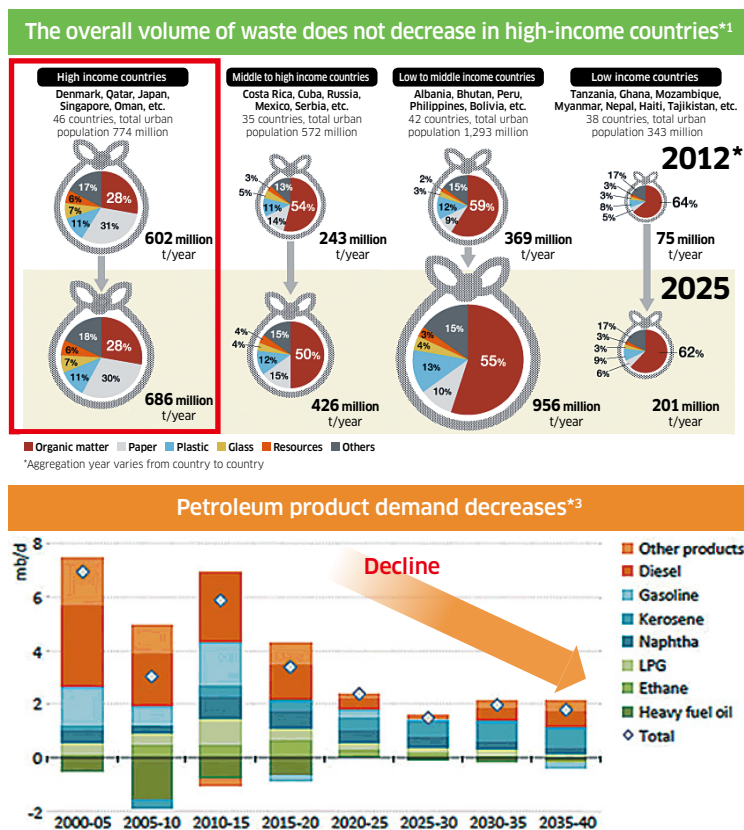 The overall volume of waste does not decrease in high-income countries*1
High income countries
Denmark, Qatar, Japan,
Singapore, Oman, etc.
46 countries, total urban
population 774 million
Middle to high income countries
Costa Rica, Cuba, Russia,
Mexico, Serbia, etc.
35 countries, total urban
population 572 million
Low to middle income countries
Albania, Bhutan, Peru,
Philippines, Bolivia, etc.
42 countries, total urban
population 1,293 million
Low income countries
Tanzania, Ghana, Mozambique,
Myanmar, Nepal, Haiti, Tajikistan, etc.
38 countries, total urban
population 343 million
2012*
17%
6%
7%
11%
31%
28%
602 million
t/year
3%
5%
13%
11%
14%
54%
243 million
t/year
2%
3%
15%
12%
9%
59%
369 million
t/year
17%
3%
3%
8%
5%
64%
75 million
t/year
2025
18%
6%
7%
11%
30%
28%
686 million
t/year
4%
4%
15%
12%
15%
50%
426 million
t/year
3%
4%
15%
13%
10%
55%
956 million
t/year
17%
3%
3%
9%
6%
62%
201 million
t/year
Organic matter Paper Plastic Glass Resources Others
*Aggregation year varies from country to country
Petroleum product demand decreases*3
mb/d
8
6
4
2
0
-2
Decline
Other products
Diesel
Gasoline
Kerosene
Naphtha
LPG
Ethane
Heavy fuel oil
Total
2000-05 2005-10 2010-15 2015-20 2020-25 2025-30 2030-35 2035-40